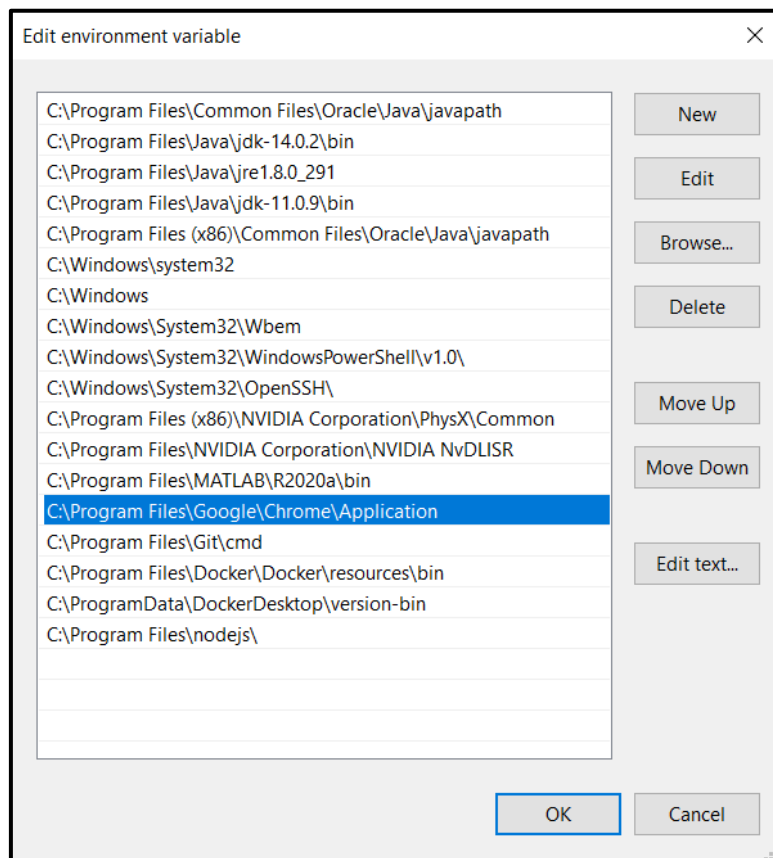 Edit environment variable
C:\Program Files\Common Files\Oracle\Java\javapath
C:\Program Files\Java\jdk-14.0.2\bin
C:\Program Files\Java\jre1.8.0_291
C:\Program Files\Java\jdk-11.0.9\bin
C:\Program Files (x86)\Common Files\Oracle\Java\javapath
C:\Windows\system32
C:\Windows
C:\Windows\System32\Wbem
C:\Windows\System32\WindowsPowerShell\v1.0\
C:\Windows\System32\OpenSSH\
C:\Program Files (x86)\NVIDIA Corporation\PhysX\Common
C:\Program Files\NVIDIA Corporation\NVIDIA NvDLISR
C:\Program Files\MATLAB\R2020a\bin
C:\Program Files\Google\Chrome\Application
C:\Program Files\Git\cmd
C:\Program Files\Docker\Docker\resources\bin
C:\ProgramData\DockerDesktop\version-bin
C:\Program Files\nodejs\
New
Edit
Browse...
Delete
Move Up
Move Down
Edit text...
OK
Cancel